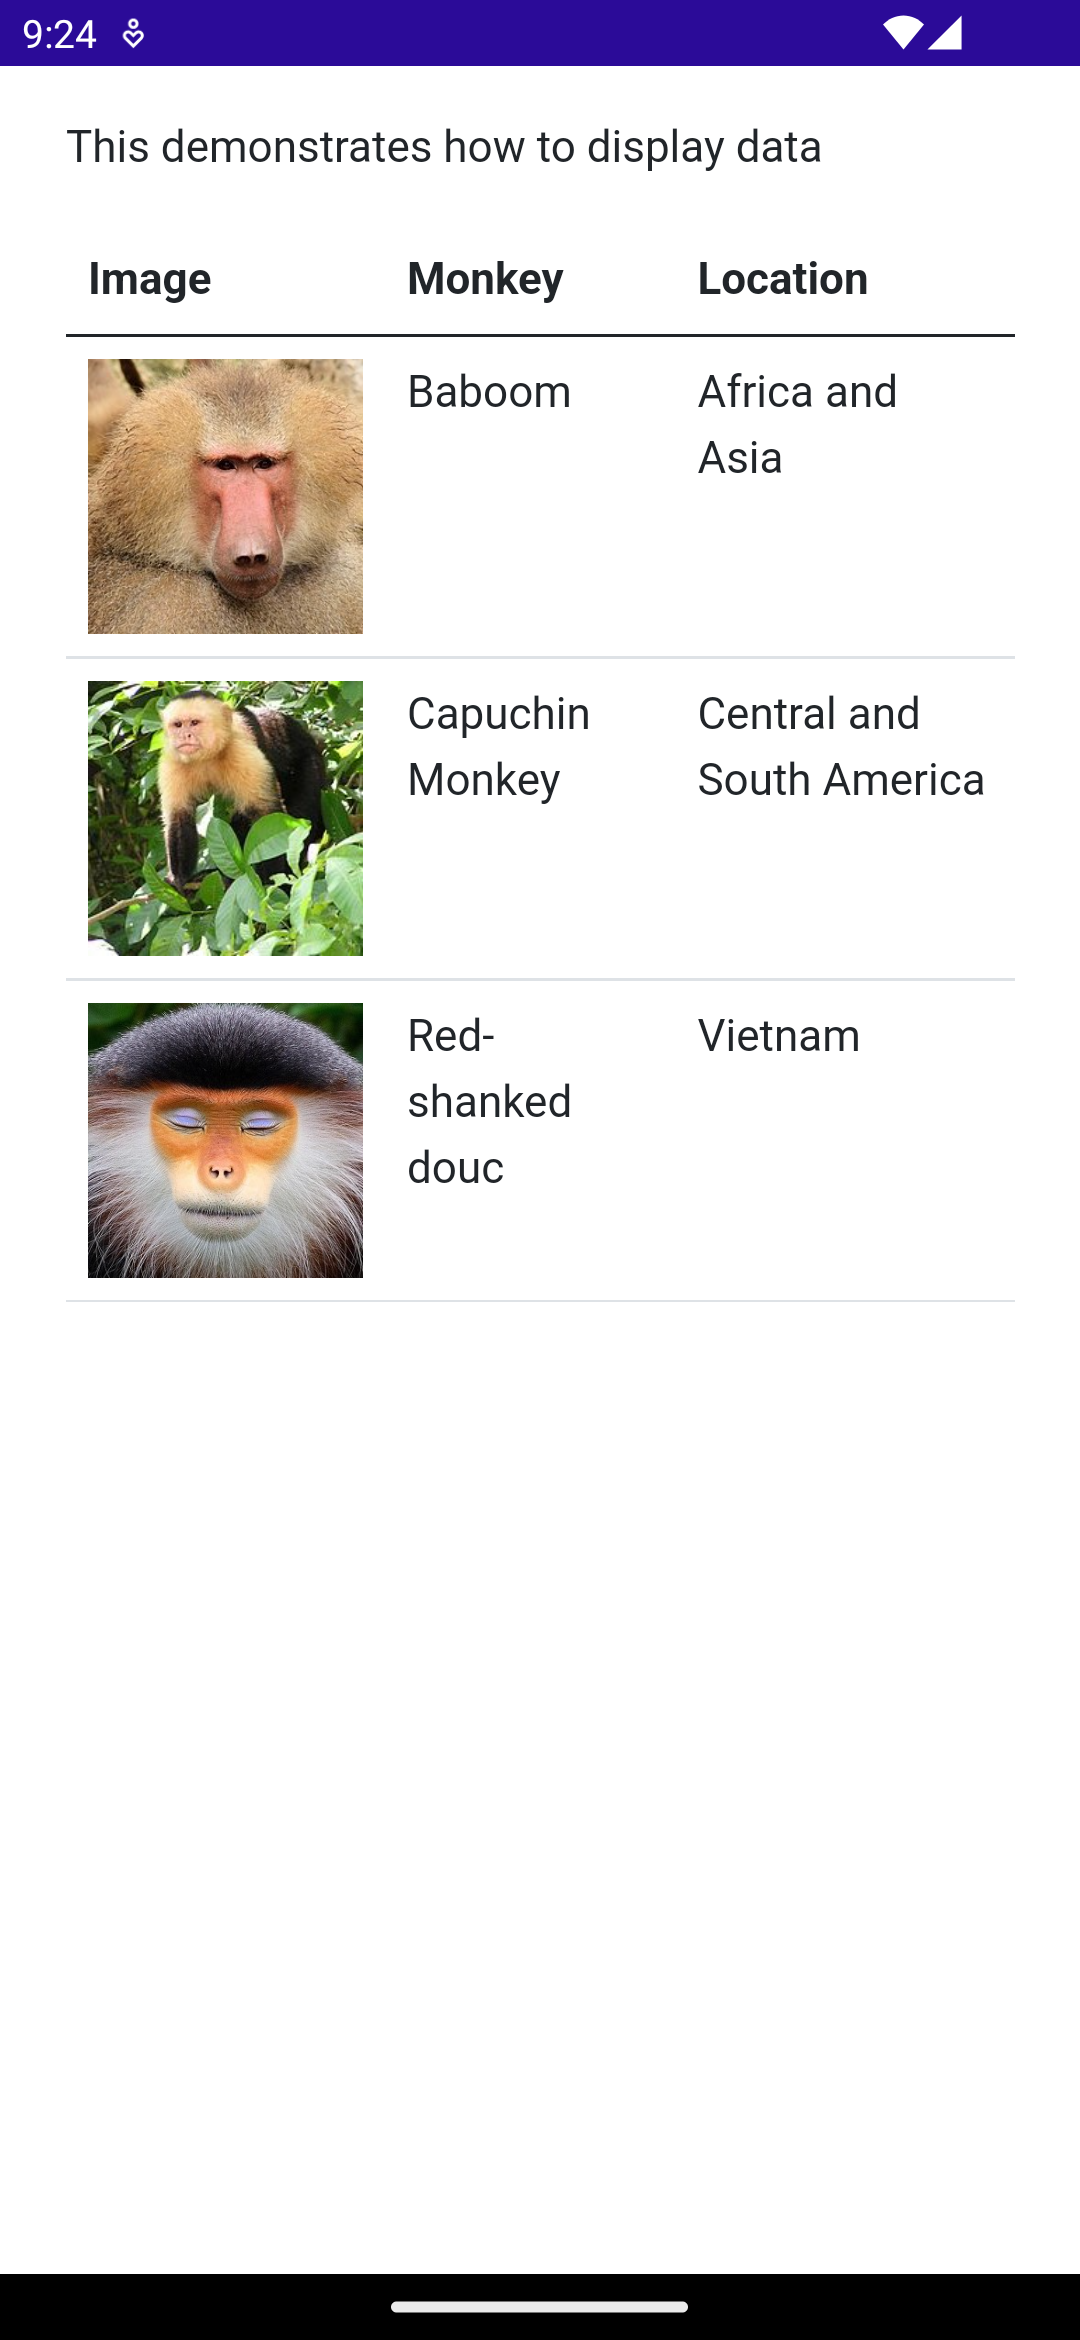 9:24
This demonstrates how to display data
Image Monkey Location
Baboom Africa and
Asia
Capuchin Central and
Monkey South America
Red- Vietnam
shanked
douc